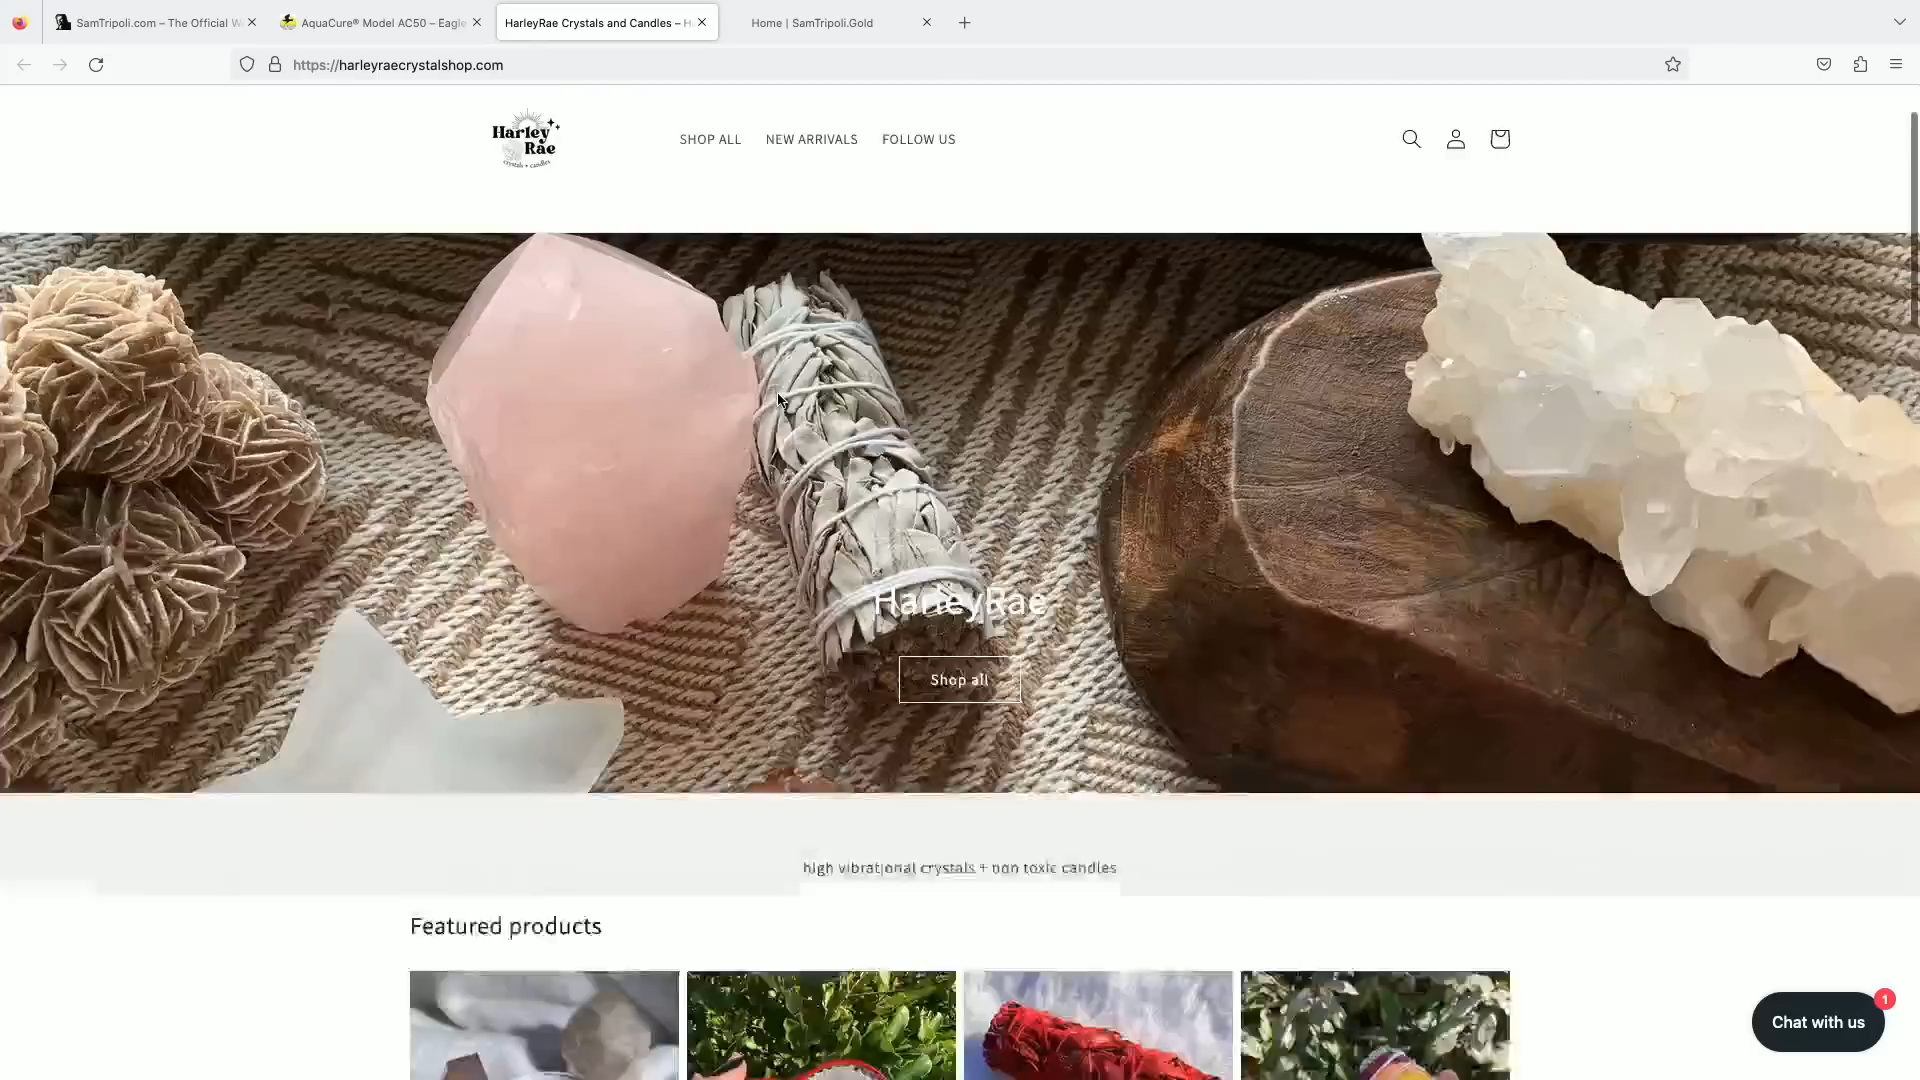 SamTripoli.com – The Official W
AquaCure® Model AC50 – Eagle
HarleyRae Crystals and Candles – H
Home | SamTripoli.Gold
https://harleyraecrystalshop.com
Harley
Rae
crystals + candles
SHOP ALL
NEW ARRIVALS
FOLLOW US
HarleyRae
Shop all
high vibrational crystals + non toxic candles
Featured products
1
Chat with us